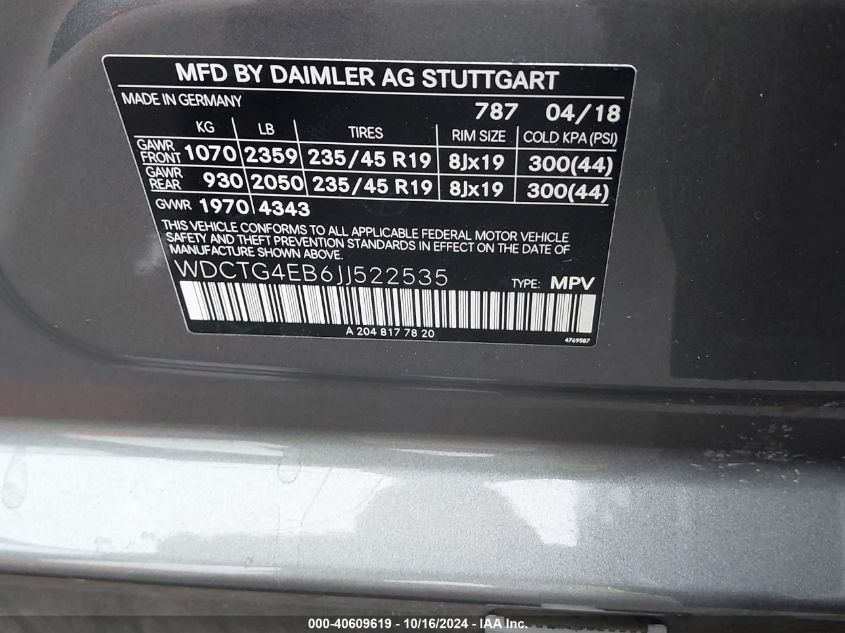 MFD BY DAIMLER AG STUTTGART
MADE IN GERMANY 787 04/18
KG LB TIRES RIM SIZE COLD KPA (PSI)
GAWR FRONT 1070 2359 235/45 R19 8Jx19 300(44)
GAWR REAR 930 2050 235/45 R19 8Jx19 300(44)
GVWR 1970 4343
THIS VEHICLE CONFORMS TO ALL APPLICABLE FEDERAL MOTOR VEHICLE
SAFETY AND THEFT PREVENTION STANDARDS IN EFFECT ON THE DATE OF
MANUFACTURE SHOWN ABOVE.
WDCTG4EB6JJ522535 TYPE: MPV
A 204 817 78 20
4769587
000-40609619 - 10/16/2024 - IAA Inc.